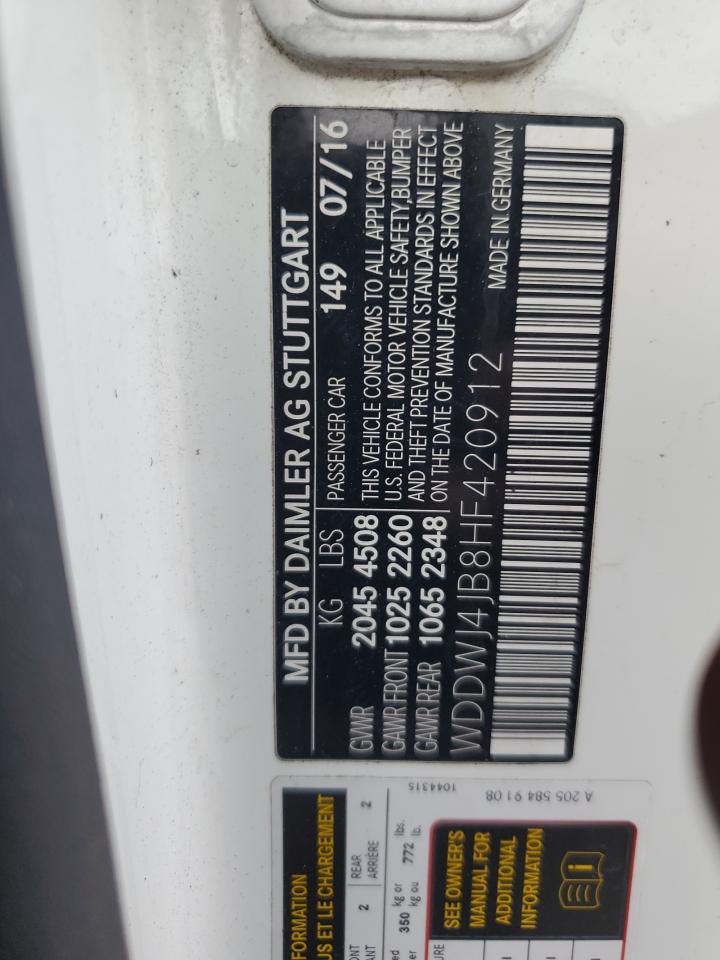 MFD BY DAIMLER AG STUTTGART
KG LBS PASSENGER CAR 149 07/16
GVWR 2045 4508 THIS VEHICLE CONFORMS TO ALL APPLICABLE
GAWR FRONT 1025 2260 U.S. FEDERAL MOTOR VEHICLE SAFETY,BUMPER
GAWR REAR 1065 2348 AND THEFT PREVENTION STANDARDS IN EFFECT
ON THE DATE OF MANUFACTURE SHOWN ABOVE
WDDWJ4JB8HF420912 MADE IN GERMANY
FORMATION
US ET LE CHARGEMENT
2 REAR 2
ARRIÈRE
350 kg or 772 lbs.
kg ou lb.
SEE OWNER'S
MANUAL FOR
ADDITIONAL
INFORMATION
1044315
A 205 584 91 08